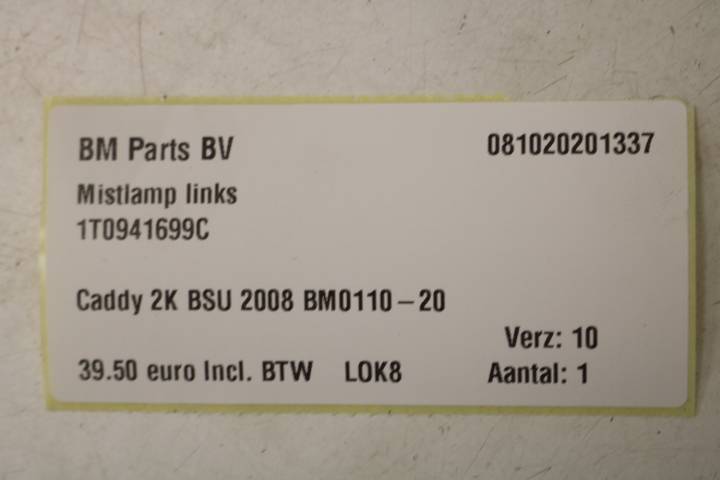 BM Parts BV 081020201337
Mistlamp links
1T0941699C
Caddy 2K BSU 2008 BM0110-20
Verz: 10
39.50 euro Incl. BTW LOK8 Aantal: 1